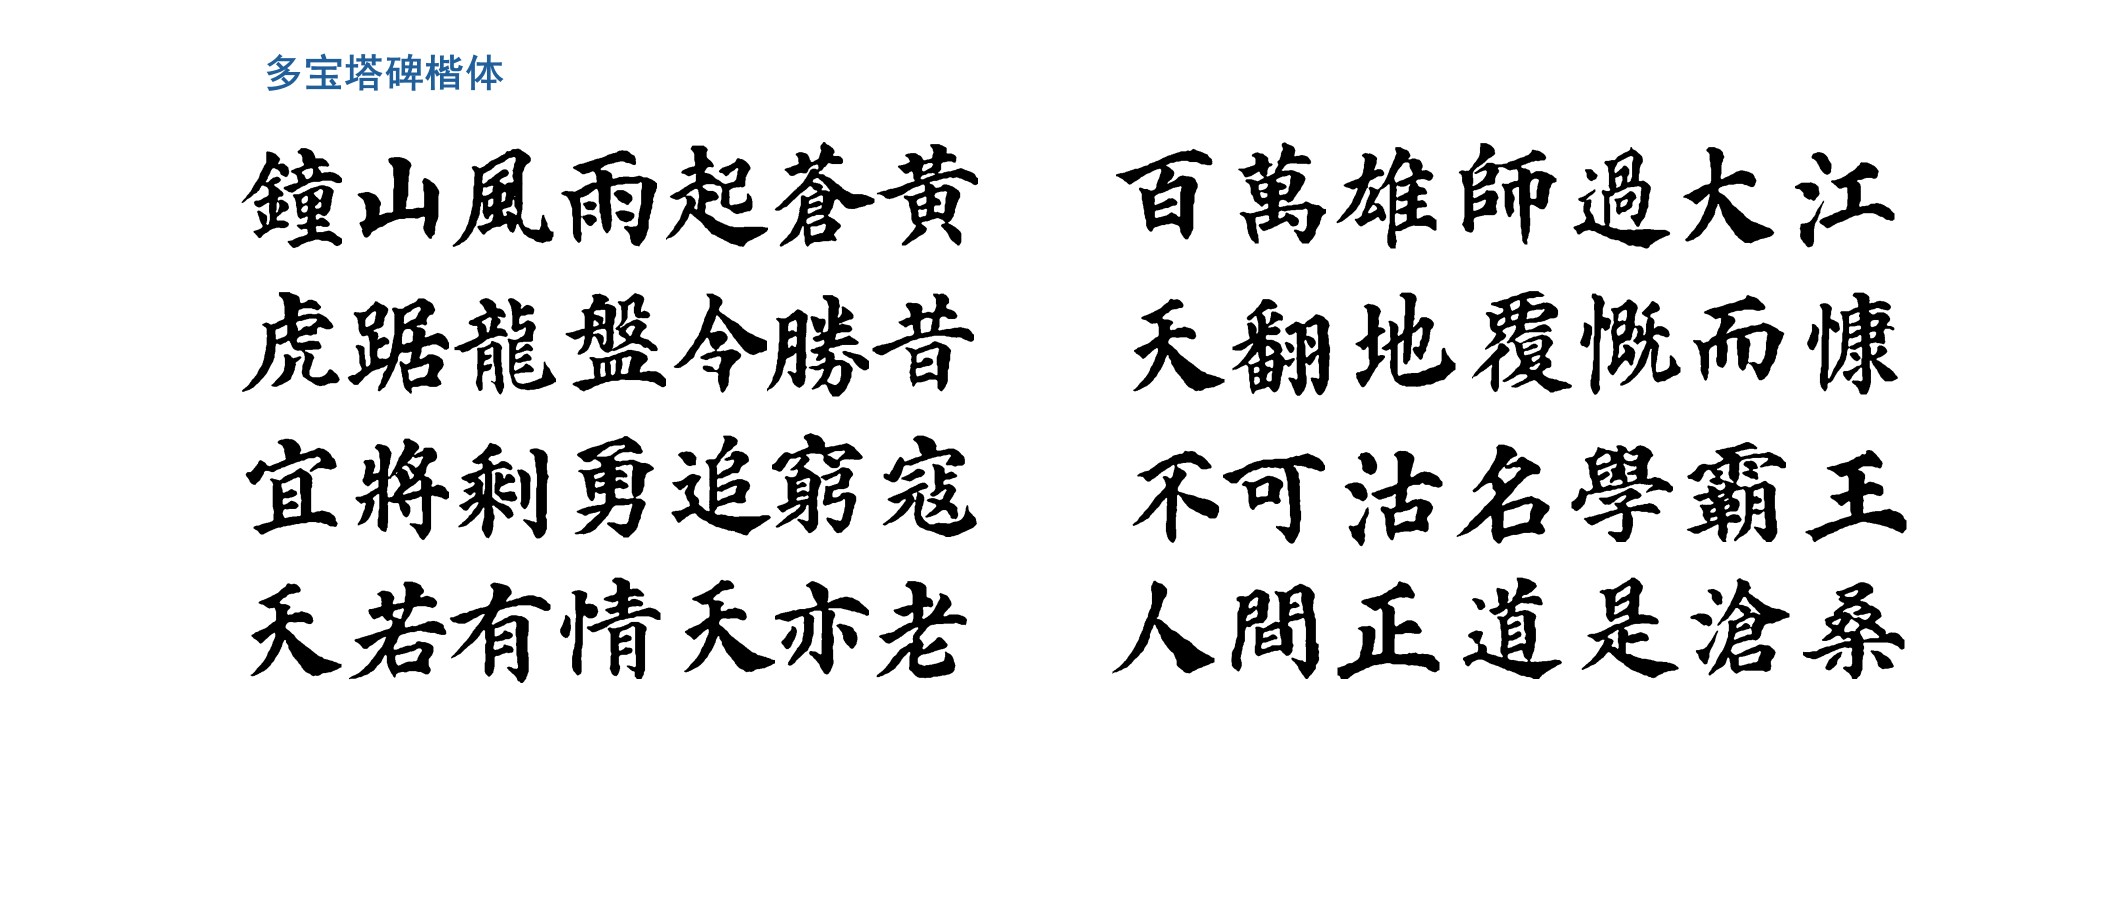 多宝塔碑楷体
鐘山風雨起蒼黃 百萬雄師過大江
虎踞龍盤今勝昔 天翻地覆慨而慷
宜將剩勇追窮寇 不可沽名學霸王
天若有情天亦老 人間正道是滄桑